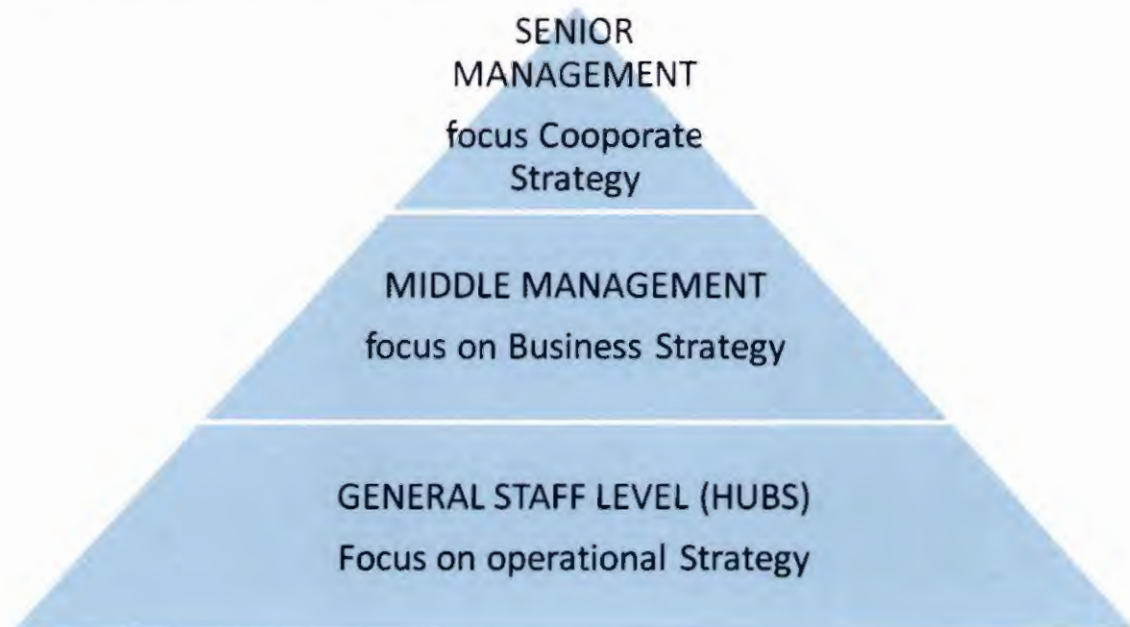 SENIOR
MANAGEMENT
focus Cooporate
Strategy
MIDDLE MANAGEMENT
focus on Business Strategy
GENERAL STAFF LEVEL (HUBS)
Focus on operational Strategy